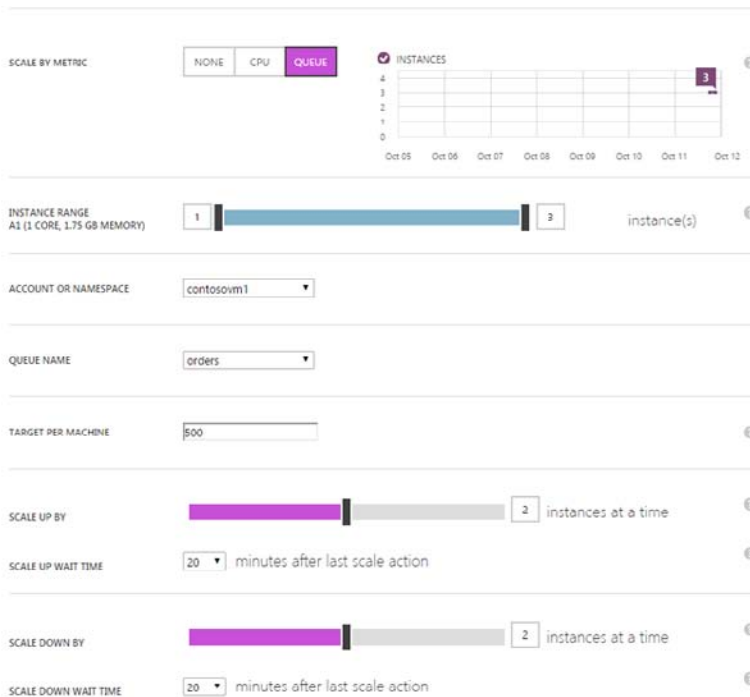 SCALE BY METRIC
NONE CPU QUEUE
INSTANCES
4
3
2
1
0
3
Oct 05 Oct 06 Oct 07 Oct 08 Oct 09 Oct 10 Oct 11 Oct 12
INSTANCE RANGE
A1 (1 CORE, 1.75 GB MEMORY)
1
3
instance(s)
ACCOUNT OR NAMESPACE
contosovm1
QUEUE NAME
orders
TARGET PER MACHINE
500
SCALE UP BY
2 instances at a time
SCALE UP WAIT TIME
20 minutes after last scale action
SCALE DOWN BY
2 instances at a time
SCALE DOWN WAIT TIME
20 minutes after last scale action